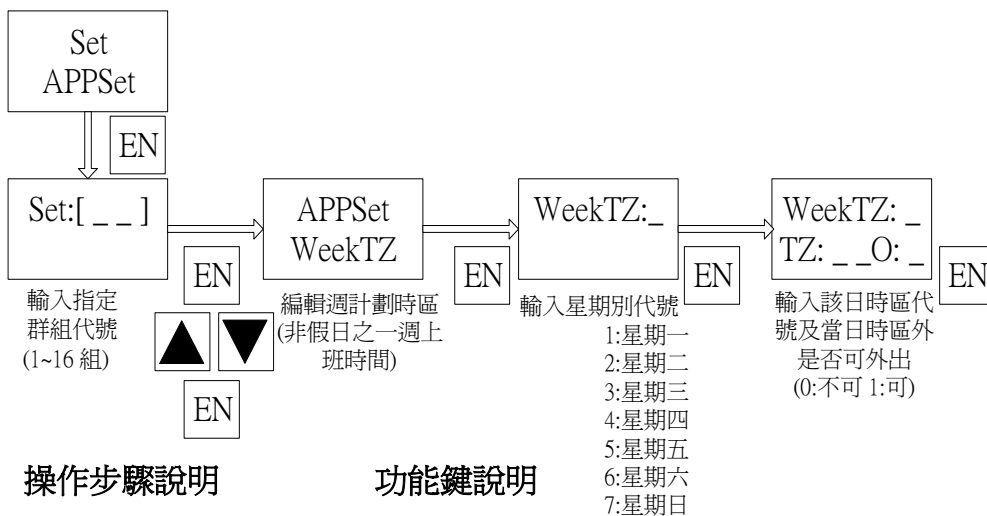 Set
APPSet
EN
Set:[ _ _ ]
APPSet
WeekTZ
WeekTZ:_
WeekTZ: _
TZ: _ _O: _
EN
EN
EN
EN
輸入指定
群組代號
(1~16 組)
▲ ▼
EN
編輯週計劃時區
(非假日之一週上
班時間)
輸入星期別代號
1:星期一
2:星期二
3:星期三
4:星期四
5:星期五
6:星期六
7:星期日
輸入該日時區代
號及當日時區外
是否可外出
(0:不可 1:可)
操作步驟說明
功能鍵說明